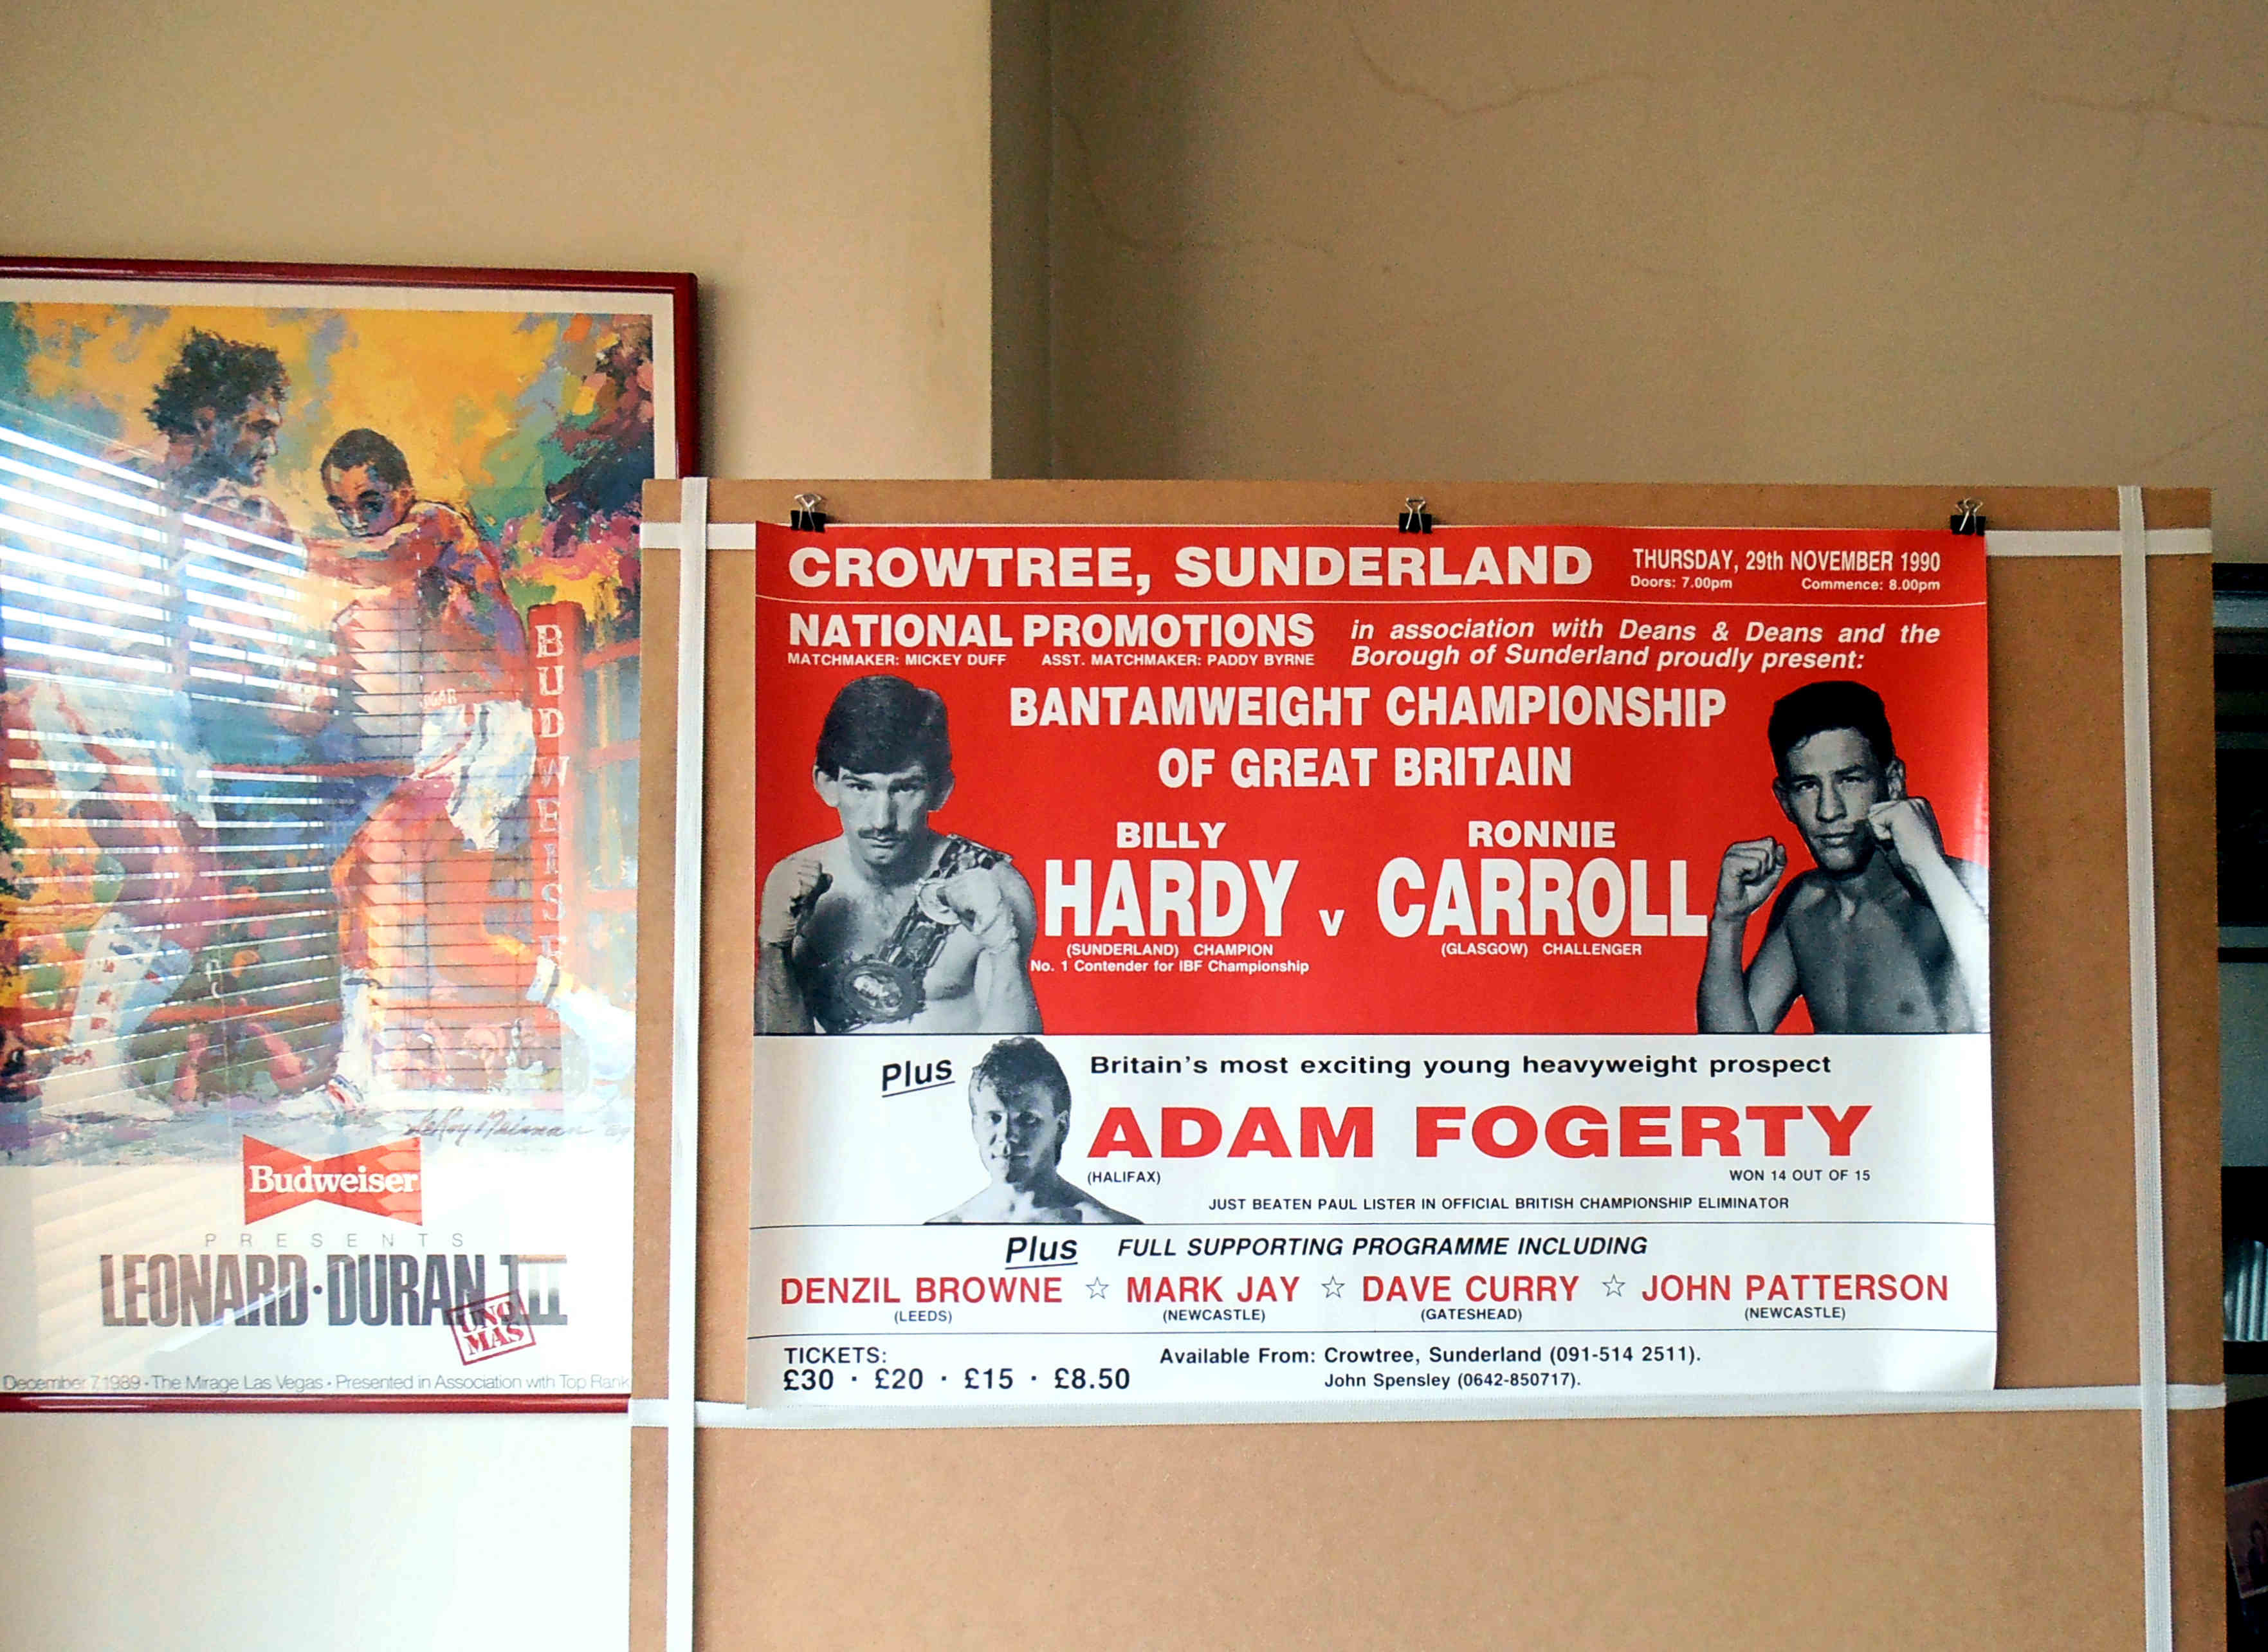 BUDWEISER
LeRoy Neiman '89
Budweiser
PRESENTS
LEONARD·DURAN III
UNO
MAS
December 7 1989 • The Mirage Las Vegas • Presented in Association with Top Rank
CROWTREE, SUNDERLAND
THURSDAY, 29th NOVEMBER 1990
Doors: 7.00pm Commence: 8.00pm
NATIONAL PROMOTIONS
MATCHMAKER: MICKEY DUFF ASST. MATCHMAKER: PADDY BYRNE
in association with Deans & Deans and the
Borough of Sunderland proudly present:
BANTAMWEIGHT CHAMPIONSHIP
OF GREAT BRITAIN
BILLY
HARDY
(SUNDERLAND) CHAMPION
No. 1 Contender for IBF Championship
v
RONNIE
CARROLL
(GLASGOW) CHALLENGER
Plus
Britain's most exciting young heavyweight prospect
ADAM FOGERTY
(HALIFAX) WON 14 OUT OF 15
JUST BEATEN PAUL LISTER IN OFFICIAL BRITISH CHAMPIONSHIP ELIMINATOR
Plus FULL SUPPORTING PROGRAMME INCLUDING
DENZIL BROWNE ☆ MARK JAY ☆ DAVE CURRY ☆ JOHN PATTERSON
(LEEDS) (NEWCASTLE) (GATESHEAD) (NEWCASTLE)
TICKETS:
£30 · £20 · £15 · £8.50
Available From: Crowtree, Sunderland (091-514 2511).
John Spensley (0642-850717).